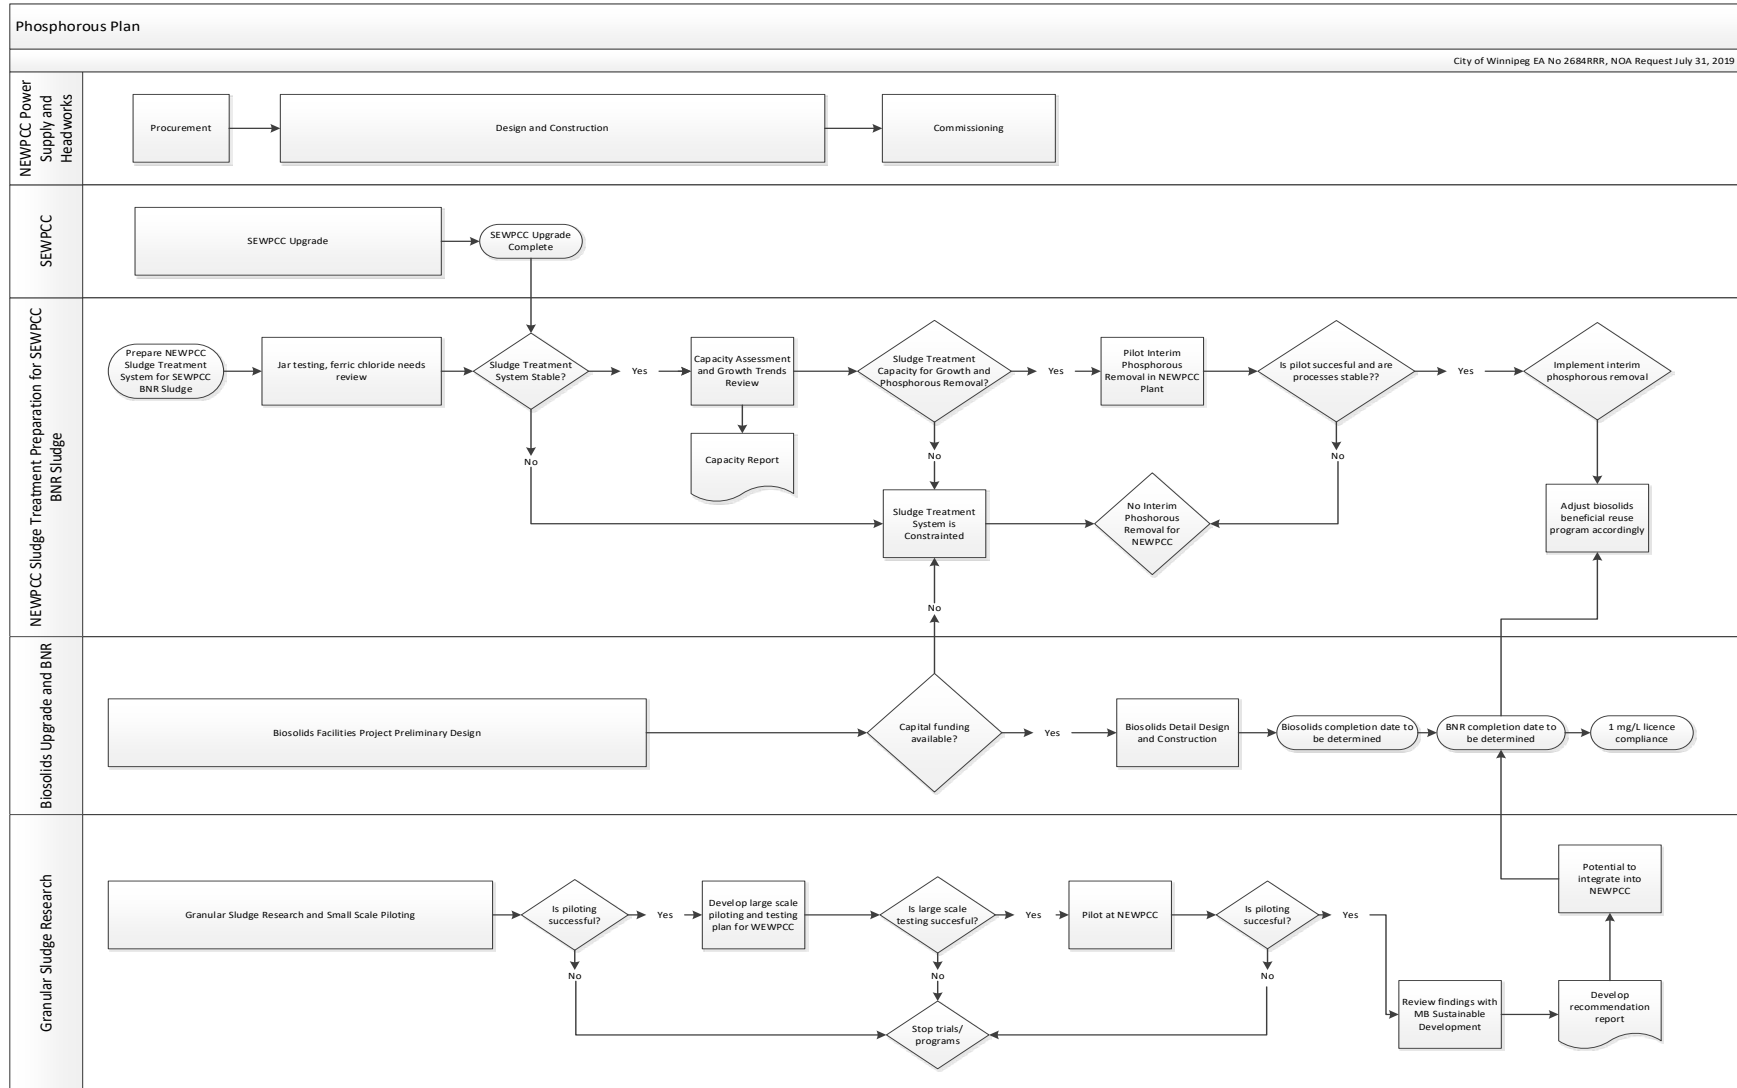 Phosphorous Plan
City of Winnipeg EA No 2684RRR, NOA Request July 31, 2019
NEWPCC Power
Supply and
Headworks
Procurement
Design and Construction
Commissioning
SEWPCC
SEWPCC Upgrade
SEWPCC Upgrade
Complete
NEWPCC Sludge Treatment Preparation for SEWPCC
BNR Sludge
Prepare NEWPCC
Sludge Treatment
System for SEWPCC
BNR Sludge
Jar testing, ferric chloride needs
review
Sludge Treatment
System Stable?
Yes
No
Capacity Assessment
and Growth Trends
Review
Capacity Report
Sludge Treatment
Capacity for Growth and
Phosphorous Removal?
Yes
No
Sludge Treatment
System is
Constrainted
Pilot Interim
Phosphorous
Removal in NEWPCC
Plant
No Interim
Phoshorous
Removal for
NEWPCC
Is pilot succesful and are
processes stable??
Yes
No
Implement interim
phosphorous removal
Adjust biosolids
beneficial reuse
program accordingly
No
Biosolids Upgrade and BNR
Biosolids Facilities Project Preliminary Design
Capital funding
available?
Yes
Biosolids Detail Design
and Construction
Biosolids completion date to
be determined
BNR completion date to
be determined
1 mg/L licence
compliance
Granular Sludge Research
Granular Sludge Research and Small Scale Piloting
Is piloting
successful?
Yes
No
Develop large scale
piloting and testing
plan for WEWPCC
Is large scale
testing succesful?
Yes
No
Stop trials/
programs
Pilot at NEWPCC
Is piloting
succesful?
Yes
No
Review findings with
MB Sustainable
Development
Develop
recommendation
report
Potential to
integrate into
NEWPCC